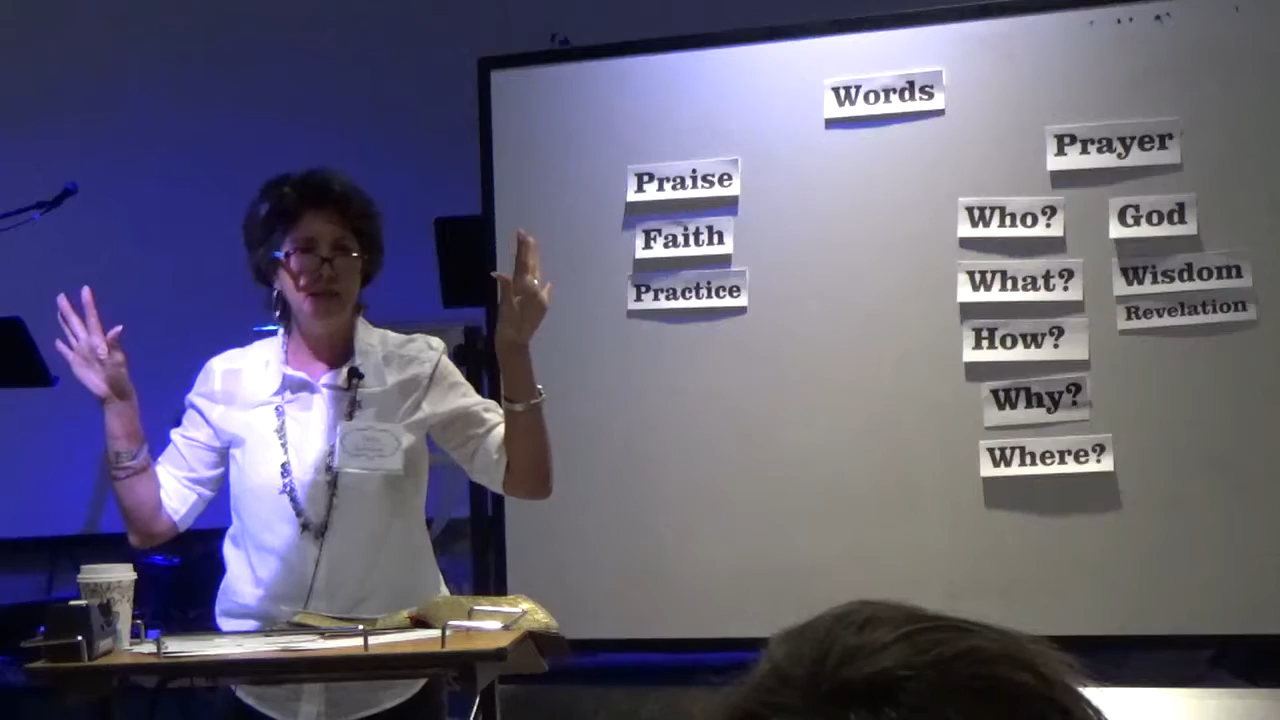 Words
Praise
Faith
Practice
Prayer
Who? God
What? Wisdom
Revelation
How?
Why?
Where?